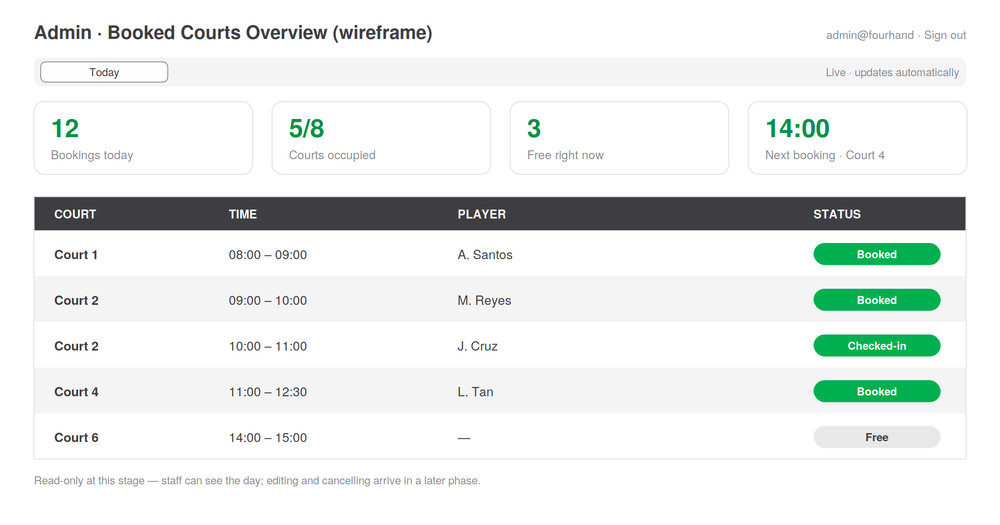 Admin · Booked Courts Overview (wireframe)
admin@fourhand · Sign out
Today
Live · updates automatically
12
Bookings today
5/8
Courts occupied
3
Free right now
14:00
Next booking · Court 4
COURT TIME PLAYER STATUS
Court 1 08:00 – 09:00 A. Santos Booked
Court 2 09:00 – 10:00 M. Reyes Booked
Court 2 10:00 – 11:00 J. Cruz Checked-in
Court 4 11:00 – 12:30 L. Tan Booked
Court 6 14:00 – 15:00 — Free
Read-only at this stage — staff can see the day; editing and cancelling arrive in a later phase.